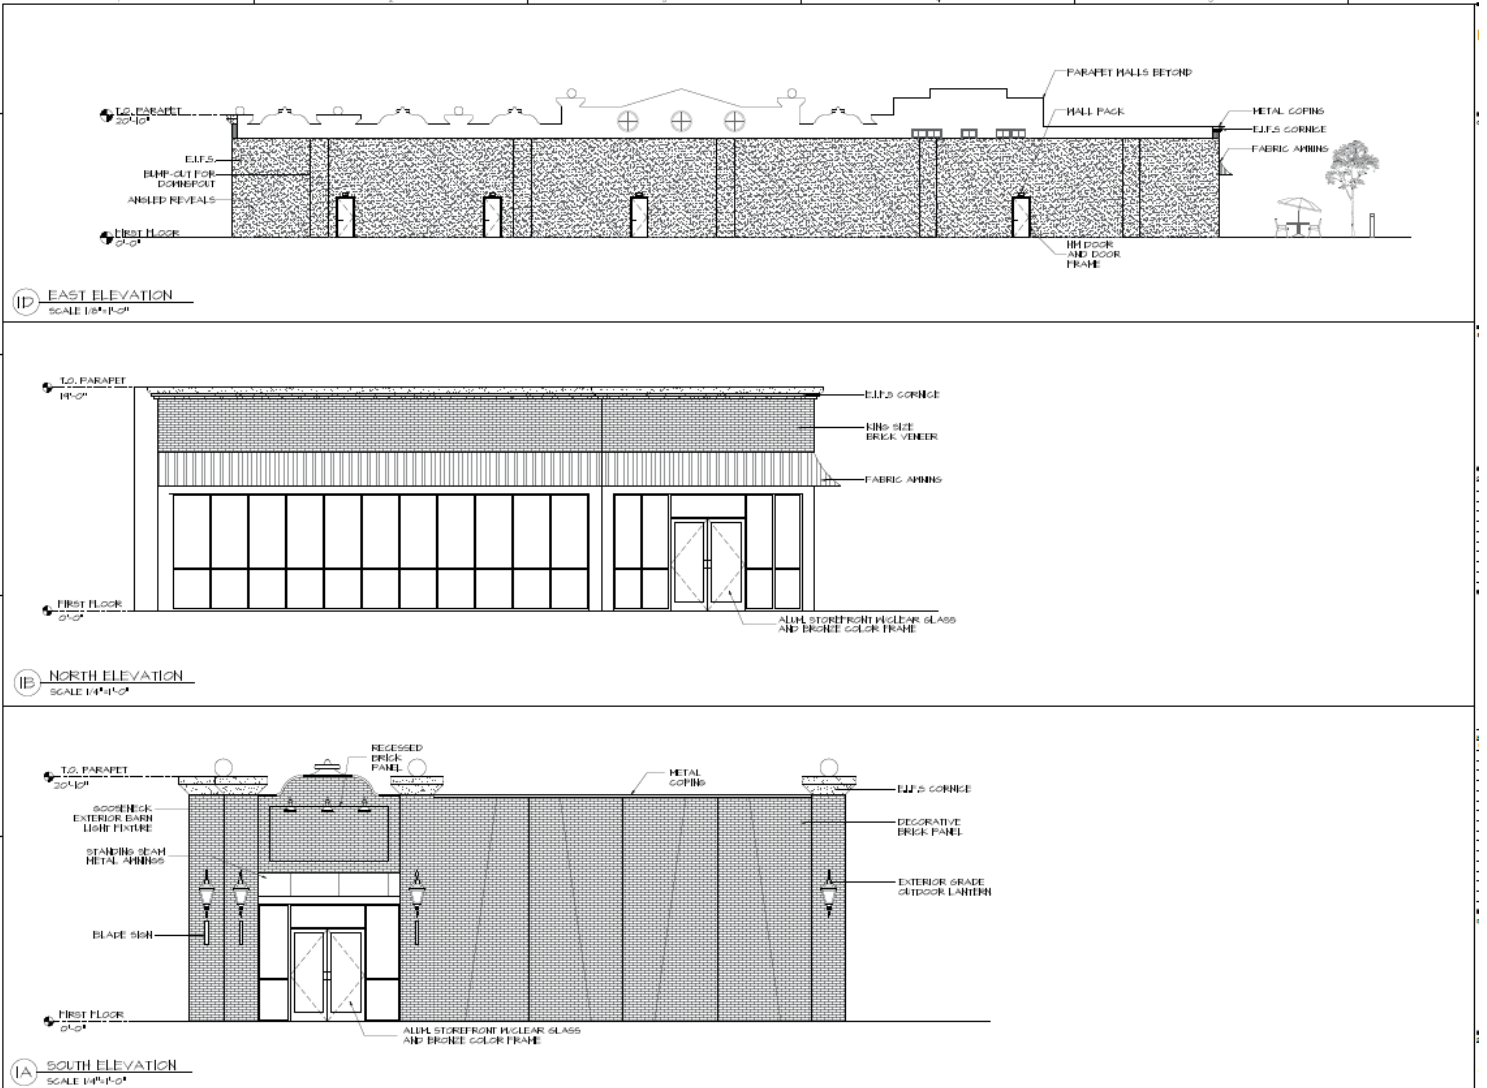 PARAPET WALLS BEYOND
T.O. PARAPET
20'-10"
WALL PACK
METAL COPING
E.I.F.S CORNICE
FABRIC AWNING
E.I.F.S.
BUMP-OUT FOR
DOWNSPOUT
ANGLED REVEALS
FIRST FLOOR
0'-0"
HM DOOR
AND DOOR
FRAME
1D
EAST ELEVATION
SCALE 1/8"=1'-0"
T.O. PARAPET
19'-0"
E.I.F.S CORNICE
KING SIZE
BRICK VENEER
FABRIC AWNING
FIRST FLOOR
0'-0"
ALUM. STOREFRONT W/CLEAR GLASS
AND BRONZE COLOR FRAME
1B
NORTH ELEVATION
SCALE 1/4"=1'-0"
RECESSED
BRICK
PANEL
T.O. PARAPET
20'-10"
METAL
COPING
E.I.F.S CORNICE
GOOSENECK
EXTERIOR BARN
LIGHT FIXTURE
DECORATIVE
BRICK PANEL
STANDING SEAM
METAL AWNINGS
EXTERIOR GRADE
OUTDOOR LANTERN
BLADE SIGN
FIRST FLOOR
0'-0"
ALUM. STOREFRONT W/CLEAR GLASS
AND BRONZE COLOR FRAME
1A
SOUTH ELEVATION
SCALE 1/4"=1'-0"